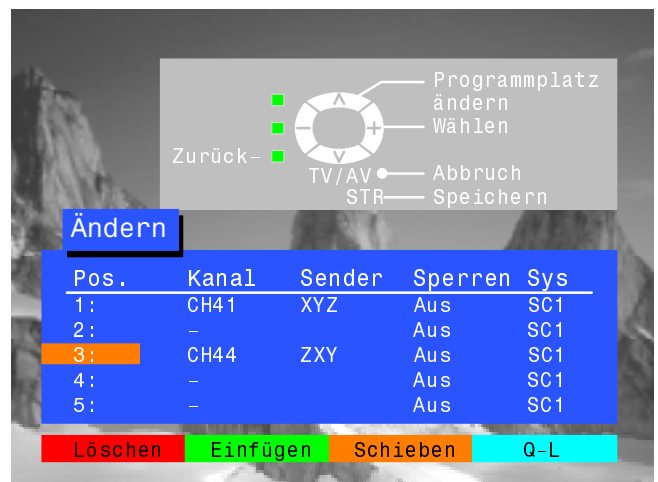 Programmplatz
ändern
Wählen
Zurück–
TV/AV Abbruch
STR Speichern
Ändern
Pos. Kanal Sender Sperren Sys
1: CH41 XYZ Aus SC1
2: – Aus SC1
3: CH44 ZXY Aus SC1
4: – Aus SC1
5: – Aus SC1
Löschen Einfügen Schieben Q–L